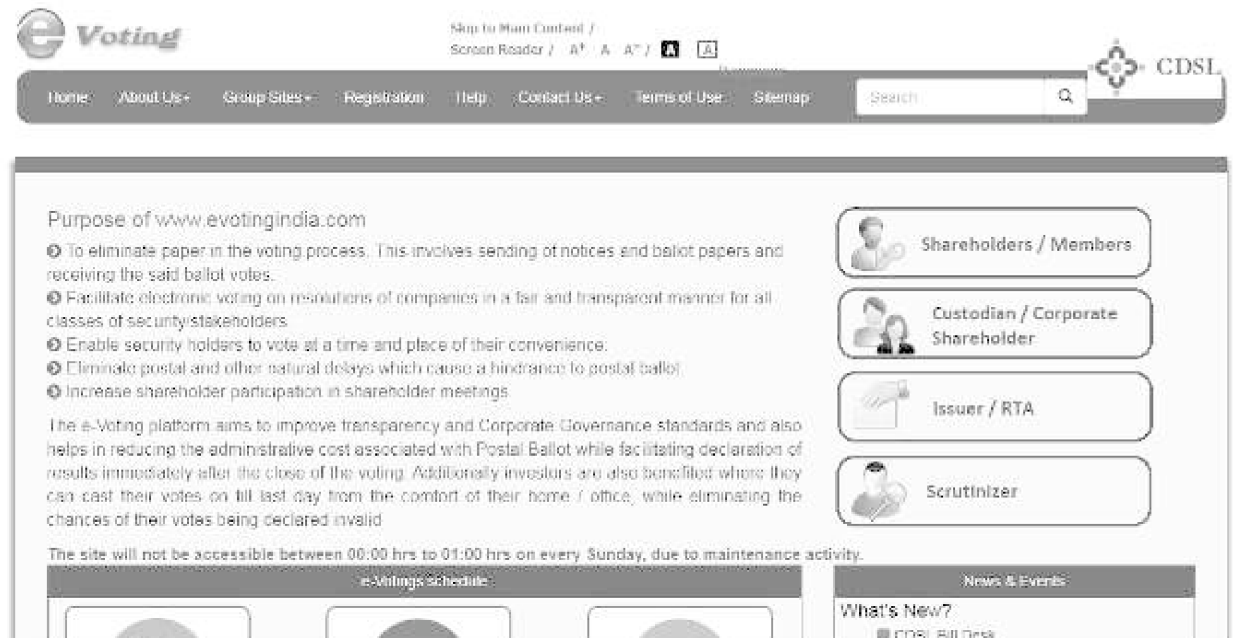 e Voting
Skip to Main Content /
Screen Reader / A+ A A- / A A
CDSL
Home About Us Group Sites Registration Help Contact Us Terms of Use Sitemap Search
Purpose of www.evotingindia.com
To eliminate paper in the voting process. This involves sending of notices and ballot papers and
receiving the said ballot votes.
Facilitate electronic voting on resolutions of companies in a fair and transparent manner for all
classes of security/stakeholders
Enable security holders to vote at a time and place of their convenience.
Eliminate postal and other natural delays which cause a hindrance to postal ballot
Increase shareholder participation in shareholder meetings
The e-Voting platform aims to improve transparency and Corporate Governance standards and also
helps in reducing the administrative cost associated with Postal Ballot while facilitating declaration of
results immediately after the close of the voting. Additionally investors are also benefited where they
can cast their votes on till last day from the comfort of their home / office, while eliminating the
chances of their votes being declared invalid
The site will not be accessible between 00:00 hrs to 01:00 hrs on every Sunday, due to maintenance activity.
Shareholders / Members
Custodian / Corporate
Shareholder
Issuer / RTA
Scrutinizer
e-Votings schedule
News & Events
What's New?
CDSL Bill Desk